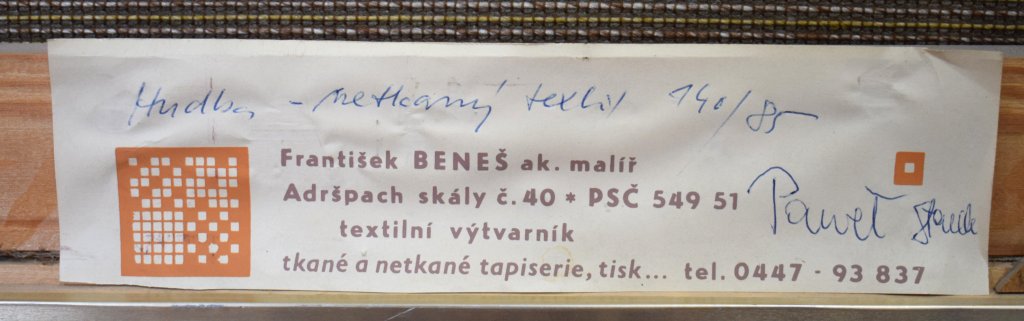 Hudba – netkaný textil 140/85
František BENEŠ ak. malíř
Adršpach skály č. 40 * PSČ 549 51
textilní výtvarník
tkané a netkané tapiserie, tisk... tel. 0447 - 93 837